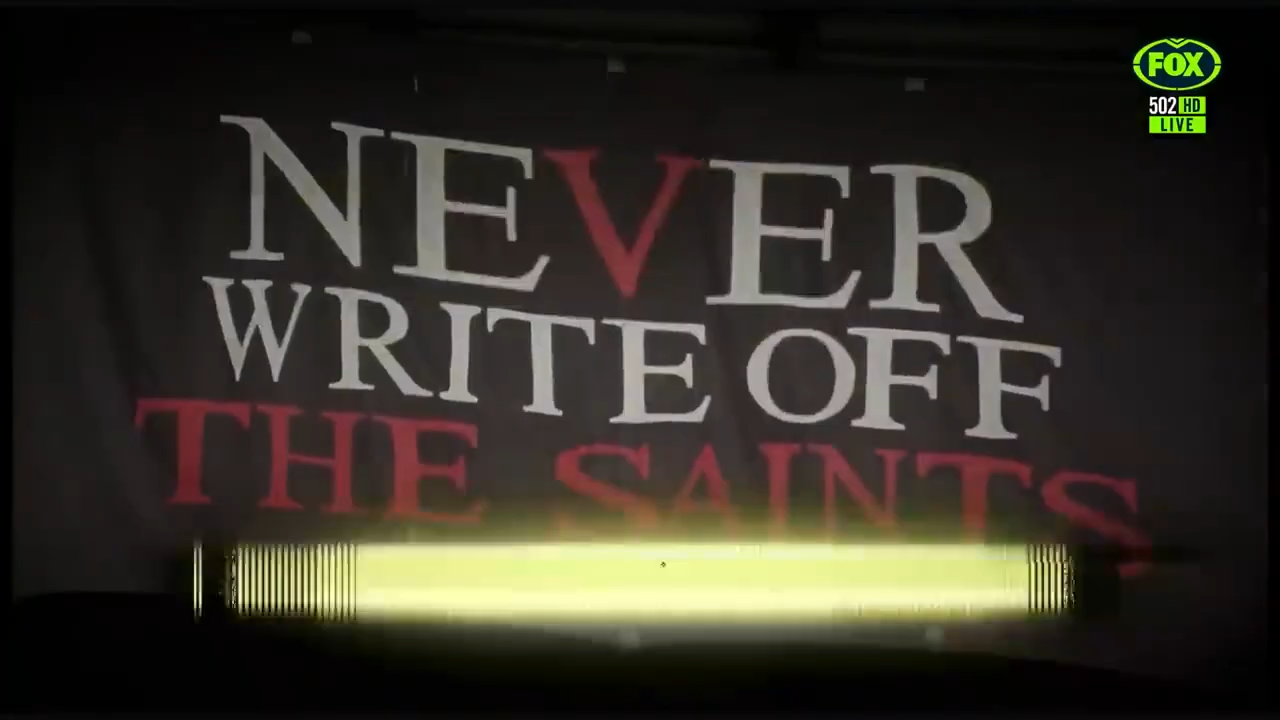 NEVER
WRITE OFF
THE SAINTS
FOX
502 HD
LIVE